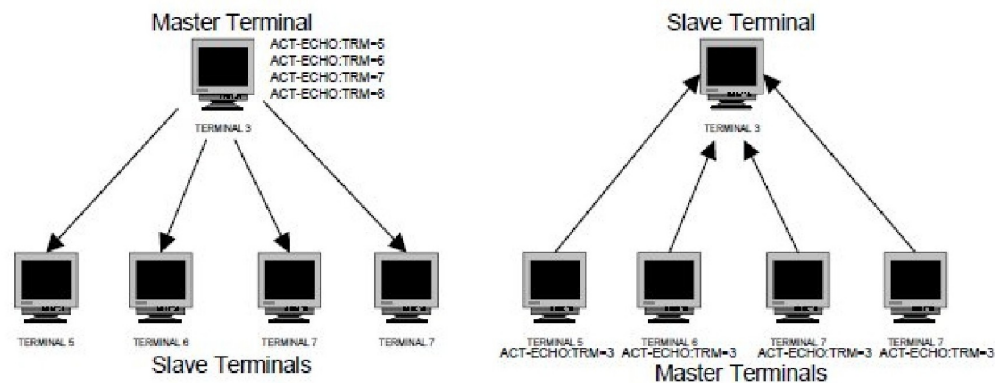 Master Terminal
ACT-ECHO:TRM=5
ACT-ECHO:TRM=6
ACT-ECHO:TRM=7
ACT-ECHO:TRM=8
TERMINAL 3
TERMINAL 5
TERMINAL 6
TERMINAL 7
TERMINAL 7
Slave Terminals
Slave Terminal
TERMINAL 3
TERMINAL 5
ACT-ECHO:TRM=3
TERMINAL 6
ACT-ECHO:TRM=3
TERMINAL 7
ACT-ECHO:TRM=3
TERMINAL 7
ACT-ECHO:TRM=3
Master Terminals